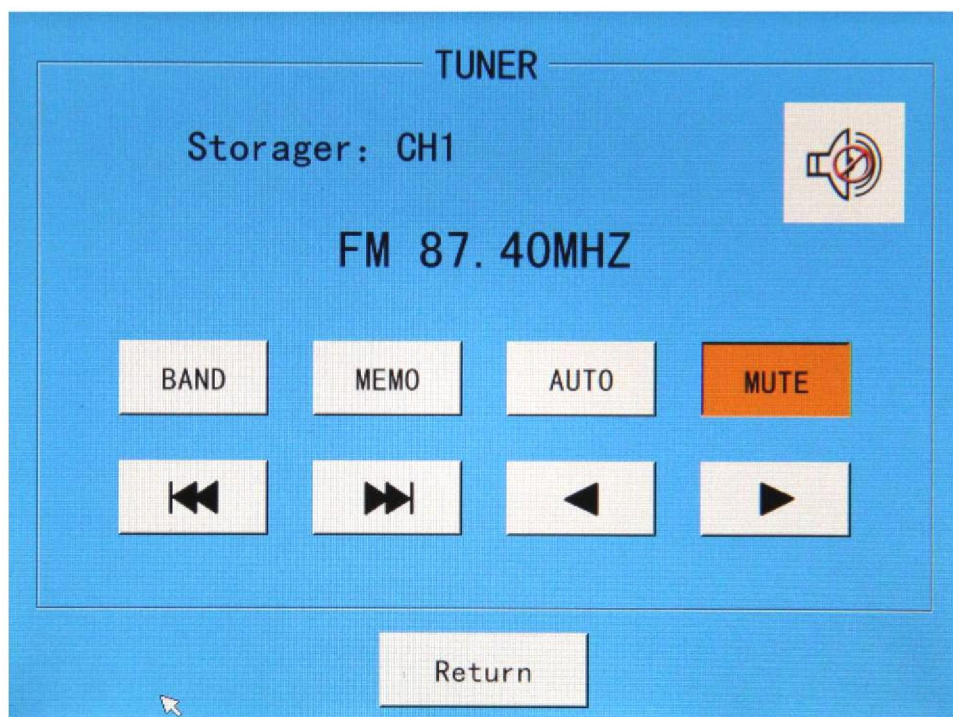 TUNER
Storager: CH1
FM 87.40MHZ
BAND MEMO AUTO MUTE
Return